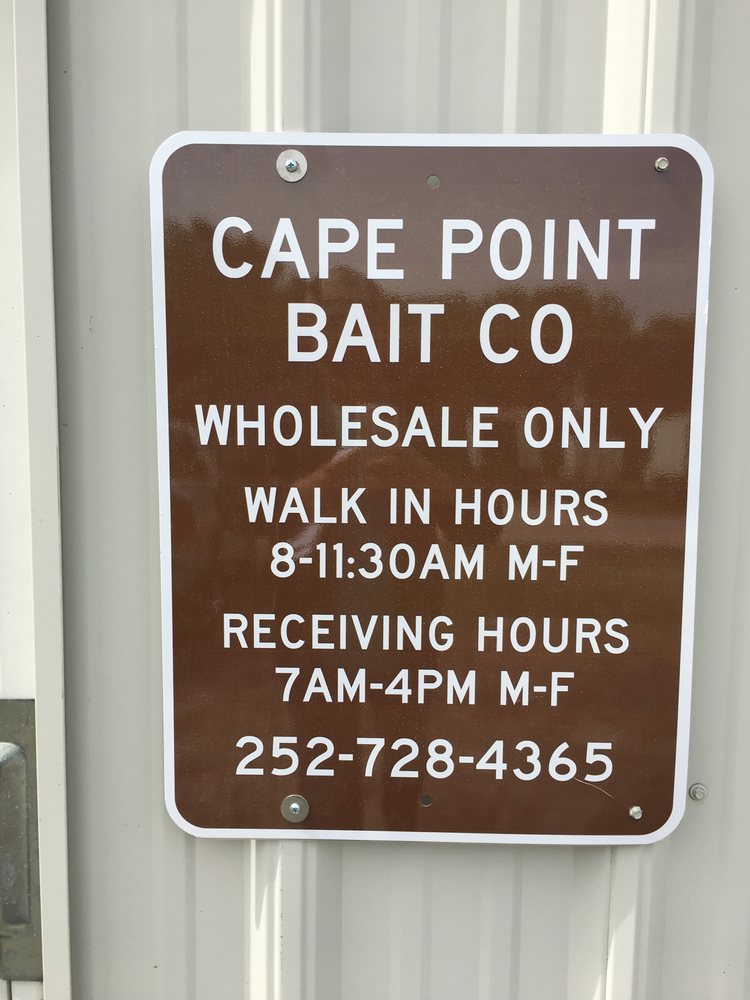 CAPE POINT
BAIT CO
WHOLESALE ONLY
WALK IN HOURS
8-11:30AM M-F
RECEIVING HOURS
7AM-4PM M-F
252-728-4365